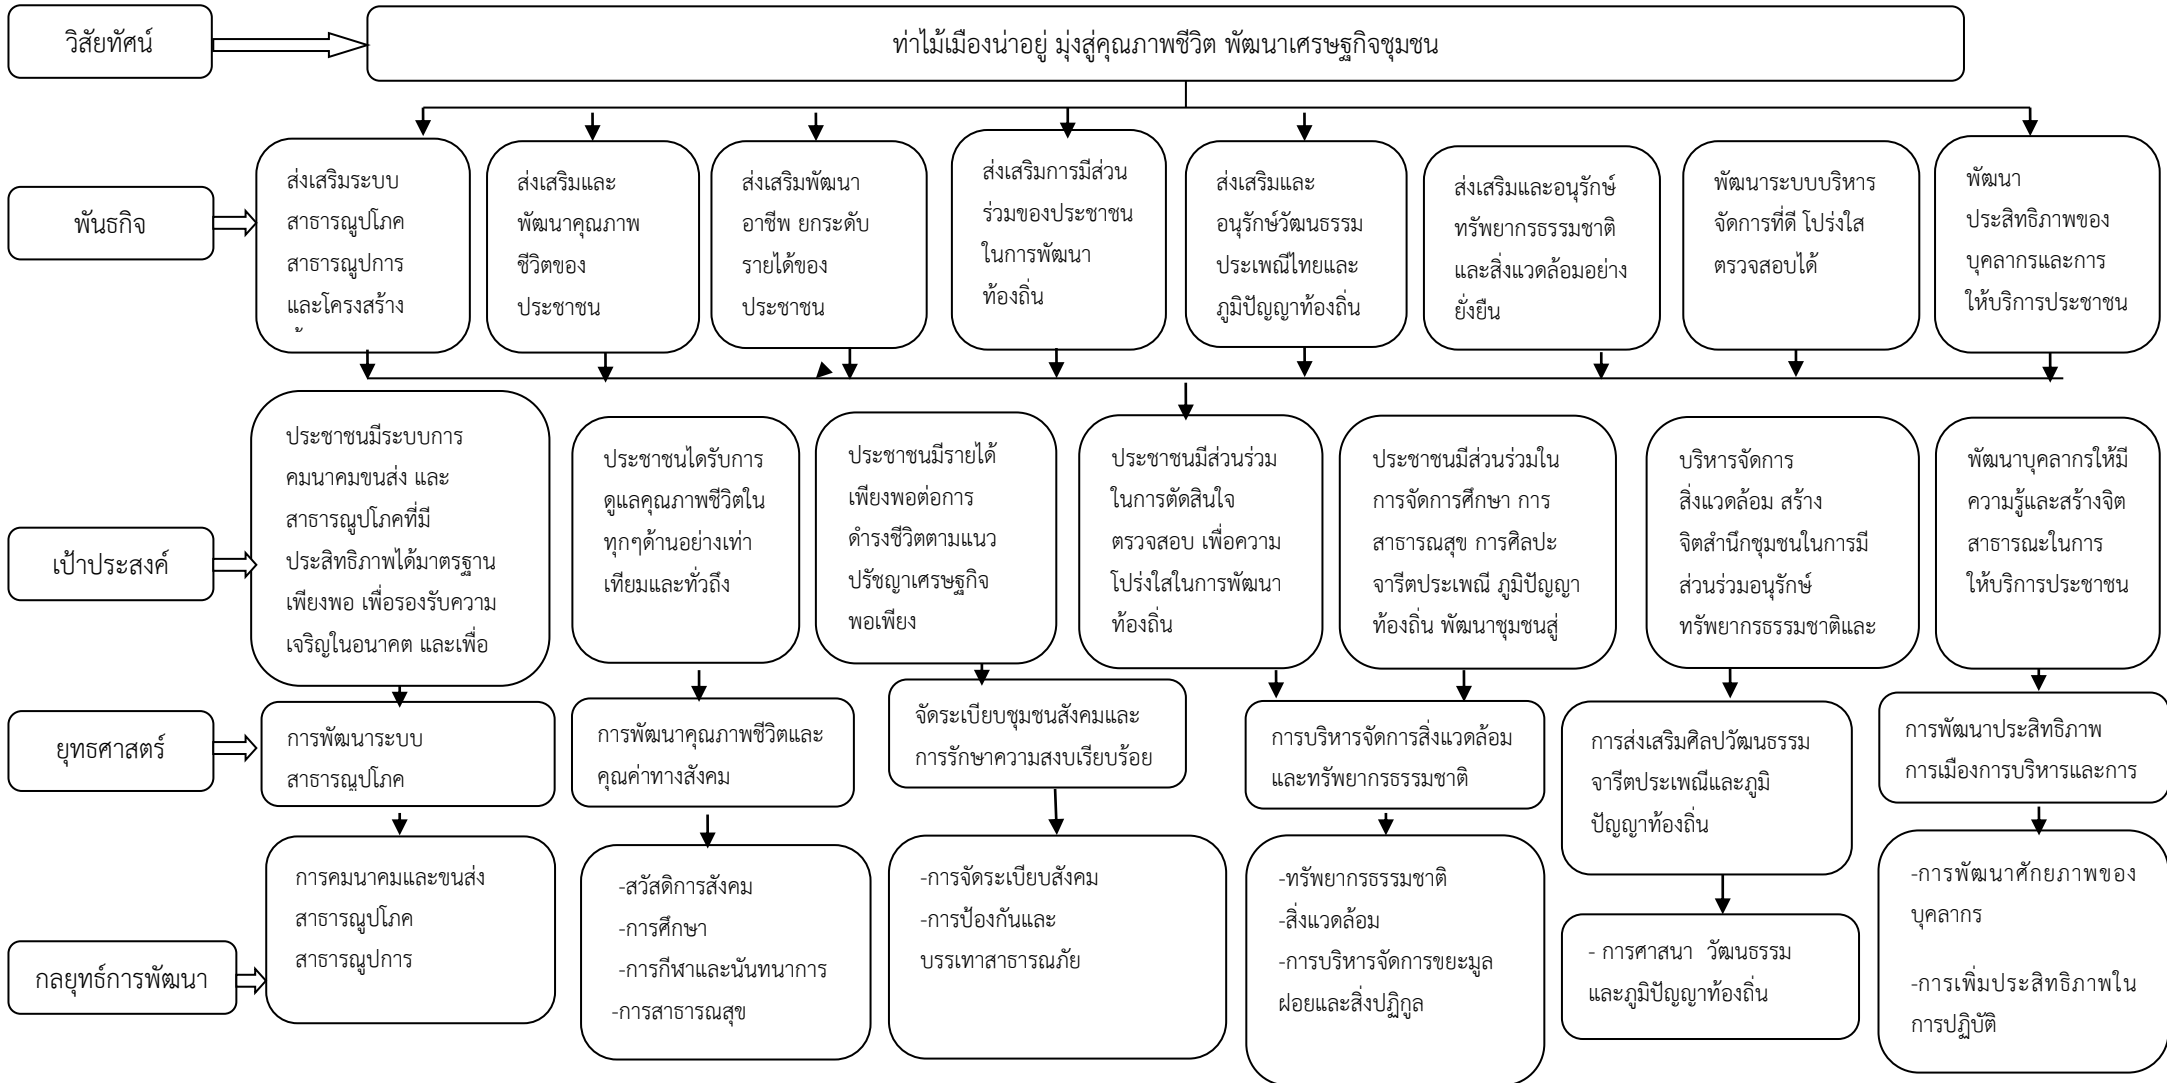 วิสัยทัศน์
ท่าไม้เมืองน่าอยู่ มุ่งสู่คุณภาพชีวิต พัฒนาเศรษฐกิจชุมชน
พันธกิจ
ส่งเสริมระบบ
สาธารณูปโภค
สาธารณูปการ
และโครงสร้าง
ส่งเสริมและ
พัฒนาคุณภาพ
ชีวิตของ
ประชาชน
ส่งเสริมพัฒนา
อาชีพ ยกระดับ
รายได้ของ
ประชาชน
ส่งเสริมการมีส่วน
ร่วมของประชาชน
ในการพัฒนา
ท้องถิ่น
ส่งเสริมและ
อนุรักษ์วัฒนธรรม
ประเพณีไทยและ
ภูมิปัญญาท้องถิ่น
ส่งเสริมและอนุรักษ์
ทรัพยากรธรรมชาติ
และสิ่งแวดล้อมอย่าง
ยั่งยืน
พัฒนาระบบบริหาร
จัดการที่ดี โปร่งใส
ตรวจสอบได้
พัฒนา
ประสิทธิภาพของ
บุคลากรและการ
ให้บริการประชาชน
เป้าประสงค์
ประชาชนมีระบบการ
คมนาคมขนส่ง และ
สาธารณูปโภคที่มี
ประสิทธิภาพได้มาตรฐาน
เพียงพอ เพื่อรองรับความ
เจริญในอนาคต และเพื่อ
ประชาชนไดรับการ
ดูแลคุณภาพชีวิตใน
ทุกๆด้านอย่างเท่า
เทียมและทั่วถึง
ประชาชนมีรายได้
เพียงพอต่อการ
ดำรงชีวิตตามแนว
ปรัชญาเศรษฐกิจ
พอเพียง
ประชาชนมีส่วนร่วม
ในการตัดสินใจ
ตรวจสอบ เพื่อความ
โปร่งใสในการพัฒนา
ท้องถิ่น
ประชาชนมีส่วนร่วมใน
การจัดการศึกษา การ
สาธารณสุข การศิลปะ
จารีตประเพณี ภูมิปัญญา
ท้องถิ่น พัฒนาชุมชนสู่
บริหารจัดการ
สิ่งแวดล้อม สร้าง
จิตสำนึกชุมชนในการมี
ส่วนร่วมอนุรักษ์
ทรัพยากรธรรมชาติและ
พัฒนาบุคลากรให้มี
ความรู้และสร้างจิต
สาธารณะในการ
ให้บริการประชาชน
ยุทธศาสตร์
การพัฒนาระบบ
สาธารณูปโภค
การพัฒนาคุณภาพชีวิตและ
คุณค่าทางสังคม
จัดระเบียบชุมชนสังคมและ
การรักษาความสงบเรียบร้อย
การบริหารจัดการสิ่งแวดล้อม
และทรัพยากรธรรมชาติ
การส่งเสริมศิลปวัฒนธรรม
จารีตประเพณีและภูมิ
ปัญญาท้องถิ่น
การพัฒนาประสิทธิภาพ
การเมืองการบริหารและการ
กลยุทธ์การพัฒนา
การคมนาคมและขนส่ง
สาธารณูปโภค
สาธารณูปการ
-สวัสดิการสังคม
-การศึกษา
-การกีฬาและนันทนาการ
-การสาธารณสุข
-การจัดระเบียบสังคม
-การป้องกันและ
บรรเทาสาธารณภัย
-ทรัพยากรธรรมชาติ
-สิ่งแวดล้อม
-การบริหารจัดการขยะมูล
ฝอยและสิ่งปฏิกูล
- การศาสนา วัฒนธรรม
และภูมิปัญญาท้องถิ่น
-การพัฒนาศักยภาพของ
บุคลากร
-การเพิ่มประสิทธิภาพใน
การปฏิบัติ